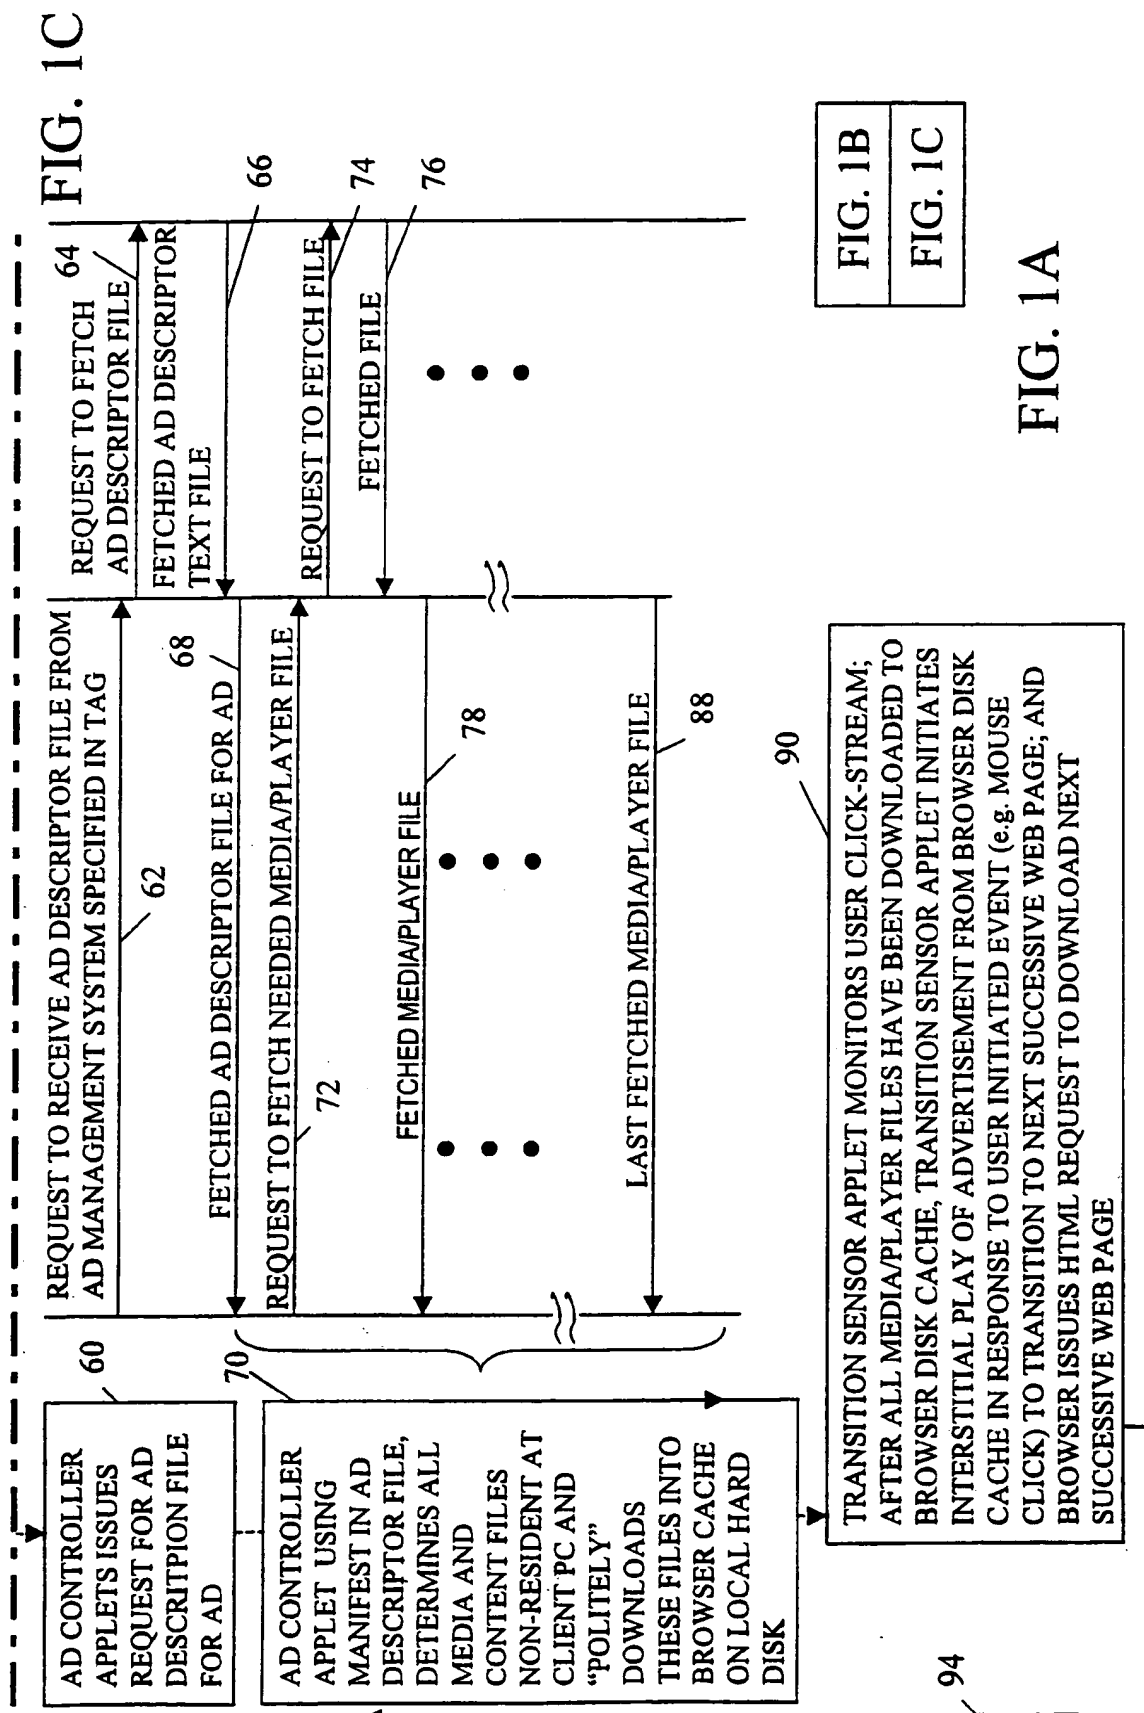 FIG. 1C
AD CONTROLLER
APPLETS ISSUES
REQUEST FOR AD
DESCRITPION FILE
FOR AD
60
REQUEST TO RECEIVE AD DESCRIPTOR FILE FROM
AD MANAGEMENT SYSTEM SPECIFIED IN TAG
62
REQUEST TO FETCH
AD DESCRIPTOR FILE
64
FETCHED AD DESCRIPTOR
TEXT FILE
66
FETCHED AD DESCRIPTOR FILE FOR AD
68
AD CONTROLLER
APPLET USING
MANIFEST IN AD
DESCRIPTOR FILE,
DETERMINES ALL
MEDIA AND
CONTENT FILES
NON-RESIDENT AT
CLIENT PC AND
“POLITELY”
DOWNLOADS
THESE FILES INTO
BROWSER CACHE
ON LOCAL HARD
DISK
70
REQUEST TO FETCH NEEDED MEDIA/PLAYER FILE
72
REQUEST TO FETCH FILE
74
FETCHED FILE
76
FETCHED MEDIA/PLAYER FILE
78
LAST FETCHED MEDIA/PLAYER FILE
88
90
TRANSITION SENSOR APPLET MONITORS USER CLICK-STREAM;
AFTER ALL MEDIA/PLAYER FILES HAVE BEEN DOWNLOADED TO
BROWSER DISK CACHE, TRANSITION SENSOR APPLET INITIATES
INTERSTITIAL PLAY OF ADVERTISEMENT FROM BROWSER DISK
CACHE IN RESPONSE TO USER INITIATED EVENT (e.g. MOUSE
CLICK) TO TRANSITION TO NEXT SUCCESSIVE WEB PAGE; AND
BROWSER ISSUES HTML REQUEST TO DOWNLOAD NEXT
SUCCESSIVE WEB PAGE
94
FIG. 1B
FIG. 1C
FIG. 1A